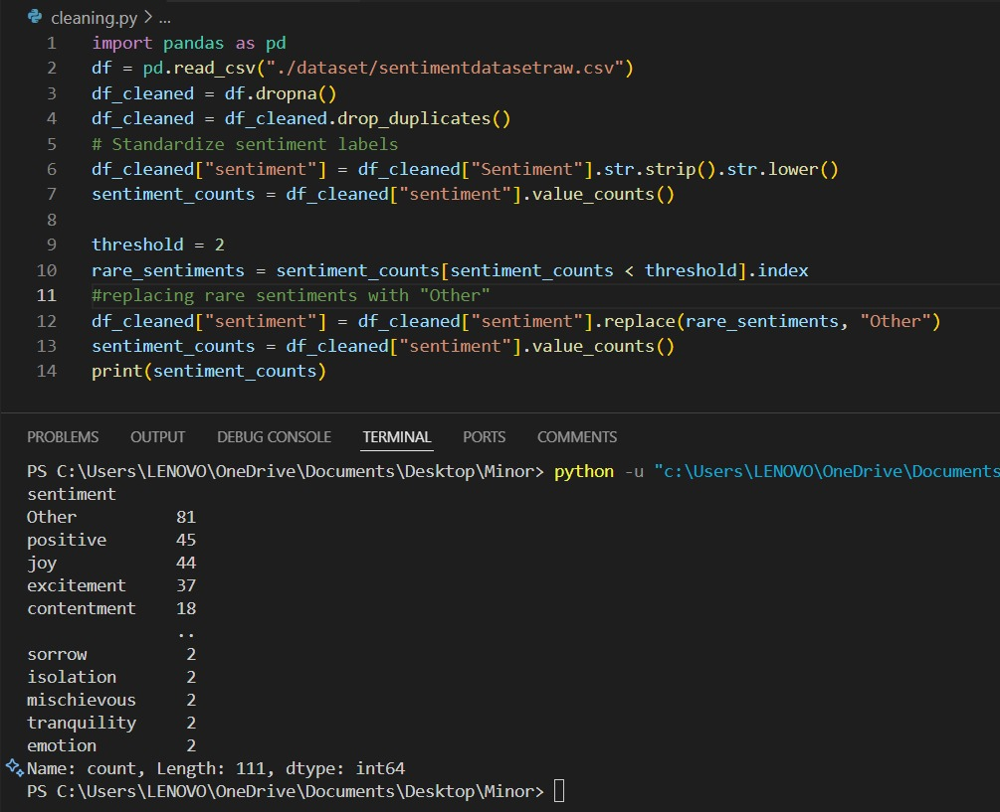 cleaning.py > ...
1 import pandas as pd
2 df = pd.read_csv("./dataset/sentimentdatasetraw.csv")
3 df_cleaned = df.dropna()
4 df_cleaned = df_cleaned.drop_duplicates()
5 # Standardize sentiment labels
6 df_cleaned["sentiment"] = df_cleaned["Sentiment"].str.strip().str.lower()
7 sentiment_counts = df_cleaned["sentiment"].value_counts()
8
9 threshold = 2
10 rare_sentiments = sentiment_counts[sentiment_counts < threshold].index
11 #replacing rare sentiments with "Other"
12 df_cleaned["sentiment"] = df_cleaned["sentiment"].replace(rare_sentiments, "Other")
13 sentiment_counts = df_cleaned["sentiment"].value_counts()
14 print(sentiment_counts)
PROBLEMS OUTPUT DEBUG CONSOLE TERMINAL PORTS COMMENTS
PS C:\Users\LENOVO\OneDrive\Documents\Desktop\Minor> python -u "c:\Users\LENOVO\OneDrive\Documents
sentiment
Other 81
positive 45
joy 44
excitement 37
contentment 18
..
sorrow 2
isolation 2
mischievous 2
tranquility 2
emotion 2
Name: count, Length: 111, dtype: int64
PS C:\Users\LENOVO\OneDrive\Documents\Desktop\Minor>